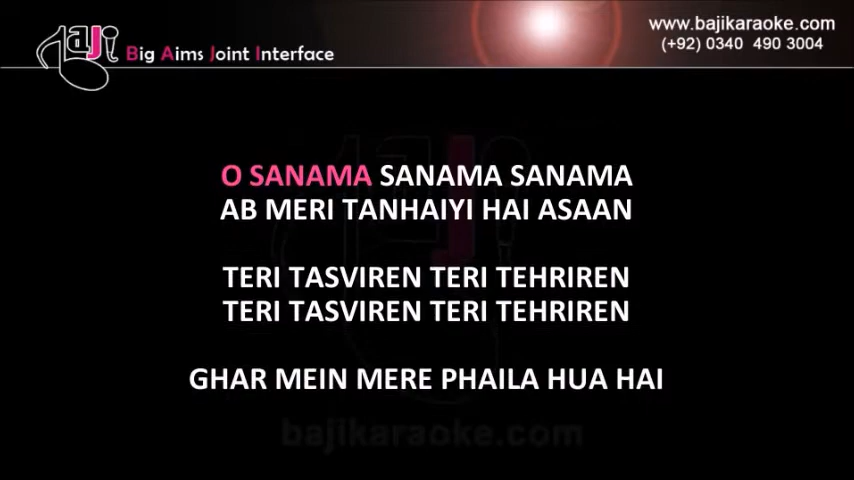 www.bajikaraoke.com
Baji Big Aims Joint Interface
(+92) 0340 490 3004
O SANAMA SANAMA SANAMA
AB MERI TANHAIYI HAI ASAAN
TERI TASVIREN TERI TEHRIREN
TERI TASVIREN TERI TEHRIREN
GHAR MEIN MERE PHAILA HUA HAI
bajikaraoke.com